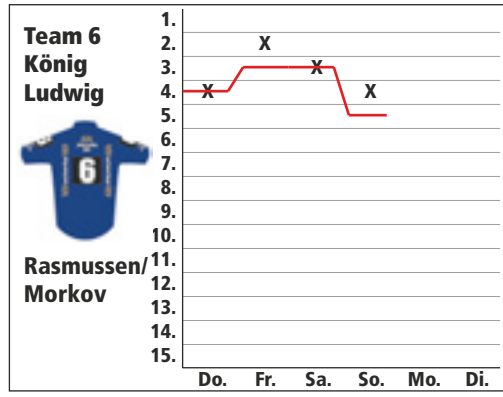 Team 6
König
Ludwig
6
Rasmussen/
Morkov
1.
2.
3.
4.
5.
6.
7.
8.
9.
10.
11.
12.
13.
14.
15.
X
X
X
X
Do. Fr. Sa. So. Mo. Di.